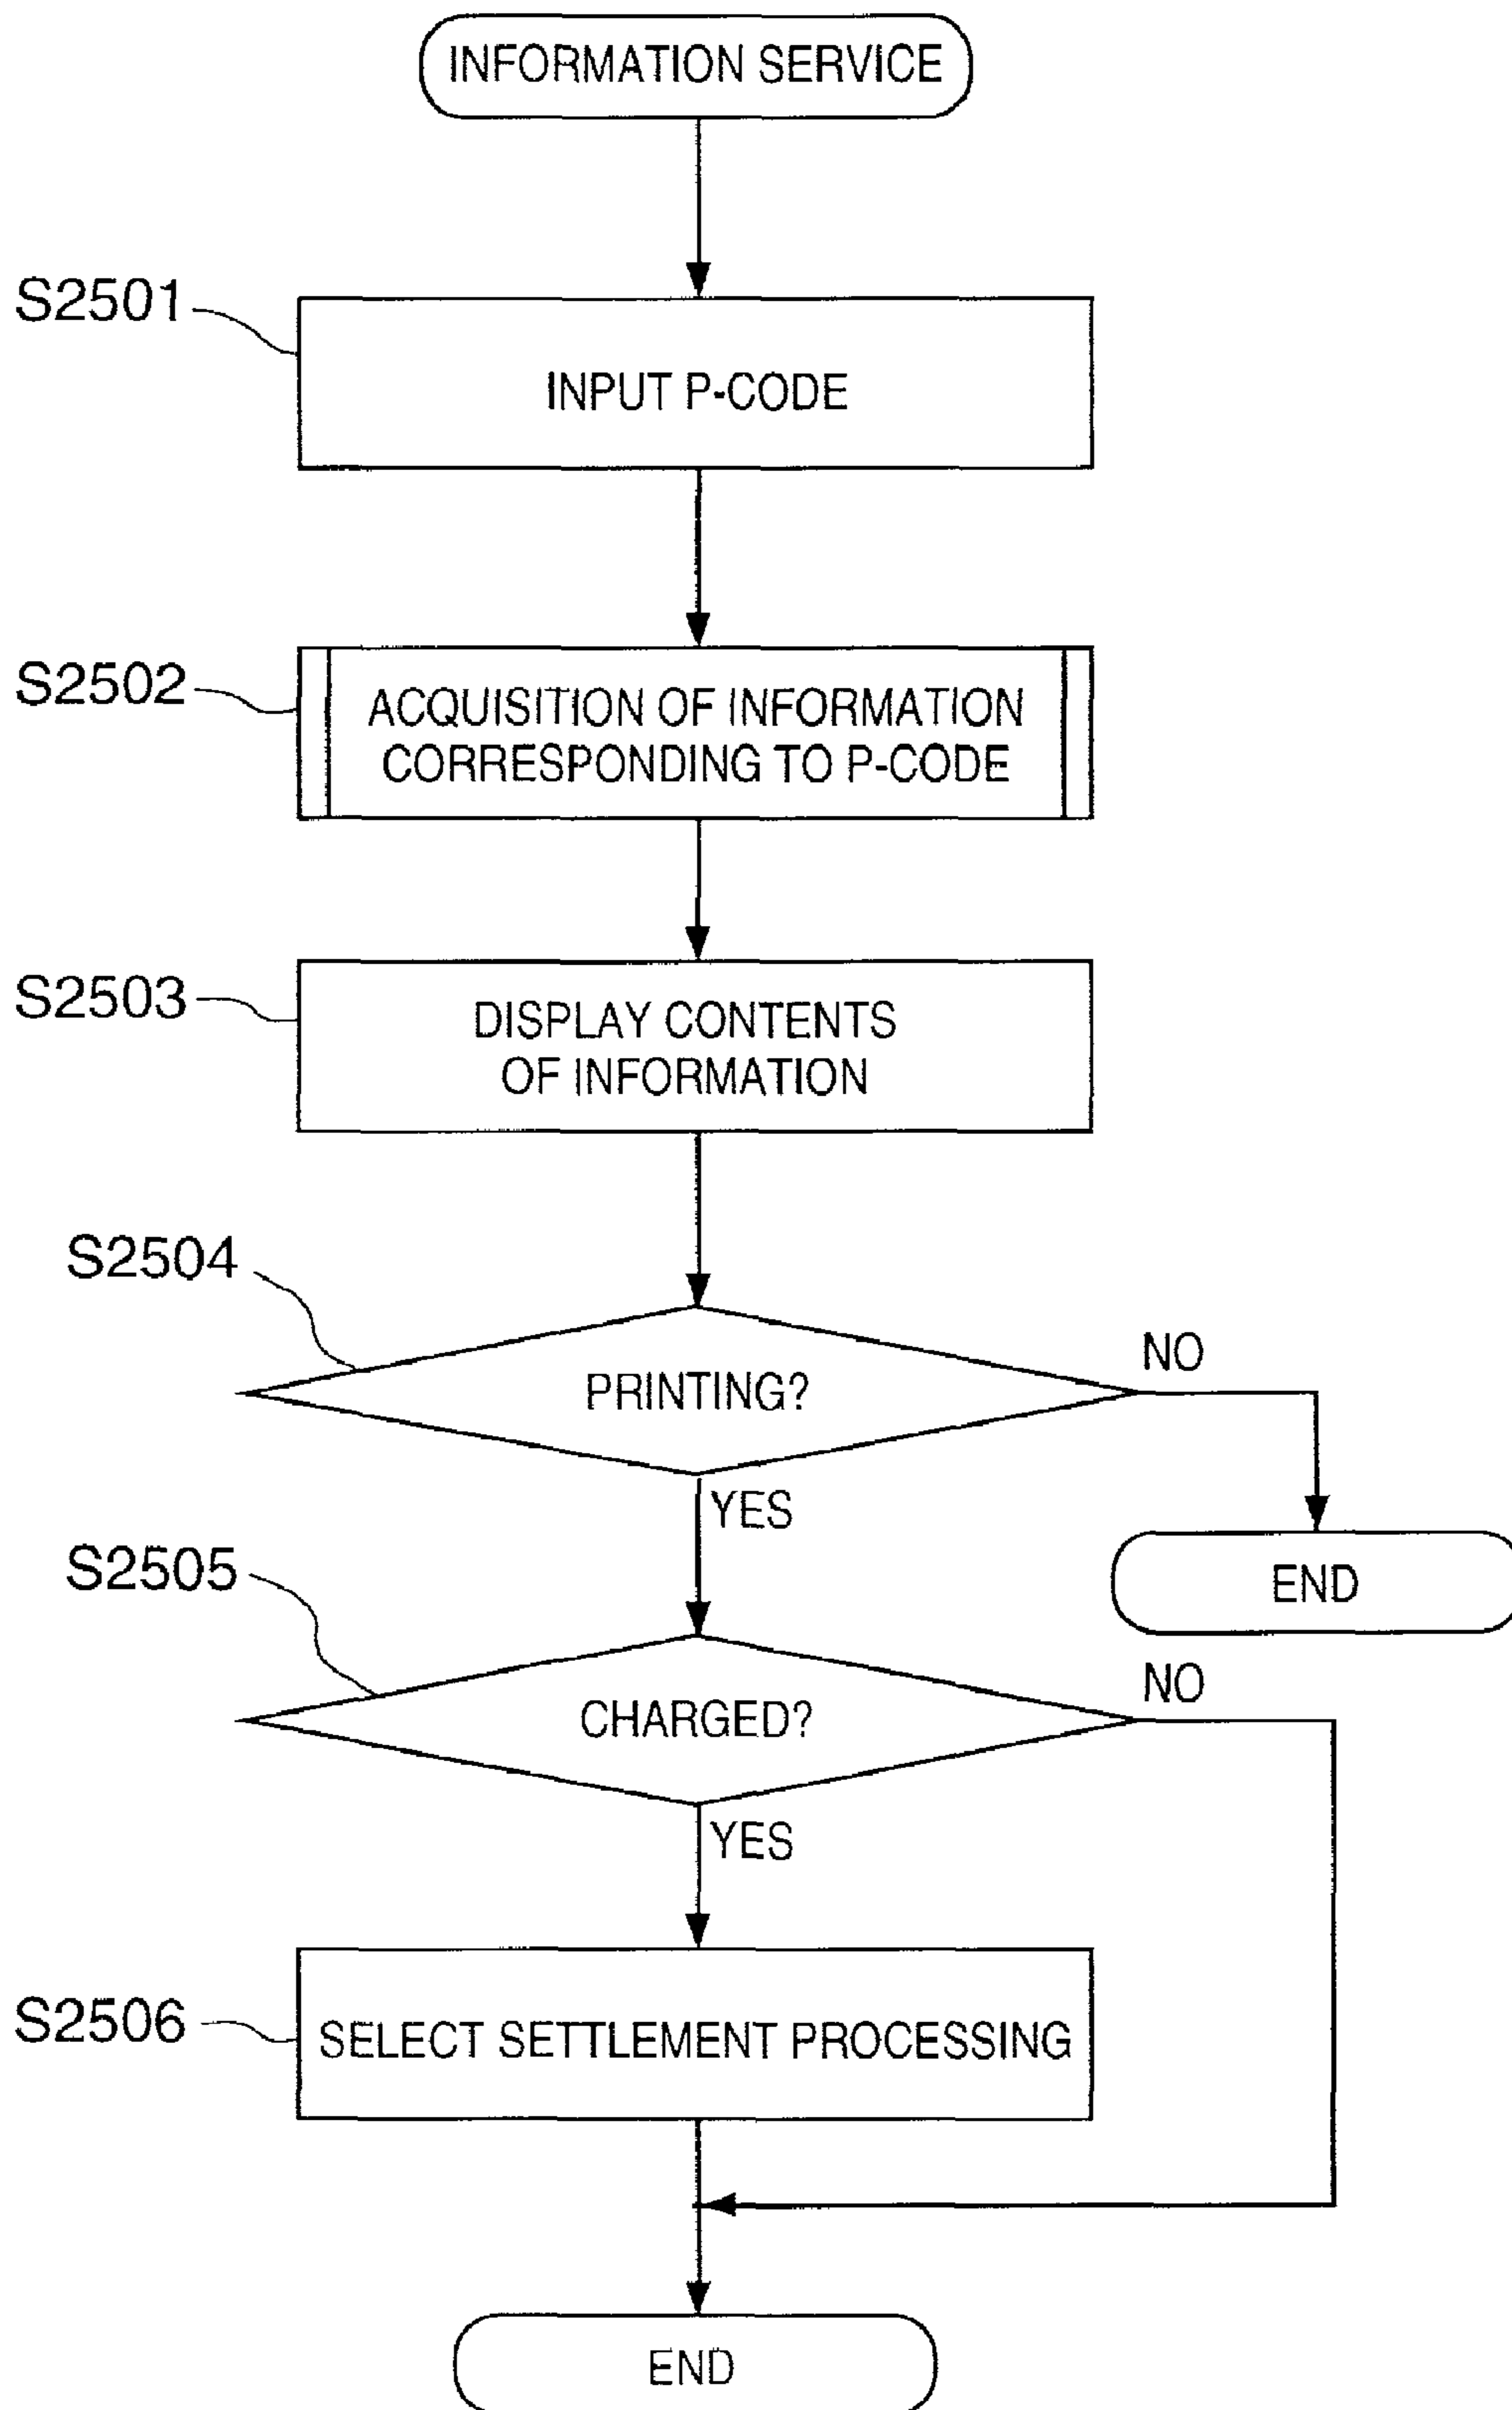 INFORMATION SERVICE
S2501
INPUT P-CODE
S2502
ACQUISITION OF INFORMATION
CORRESPONDING TO P-CODE
S2503
DISPLAY CONTENTS
OF INFORMATION
S2504
PRINTING?
NO
YES
END
S2505
CHARGED?
NO
YES
S2506
SELECT SETTLEMENT PROCESSING
END